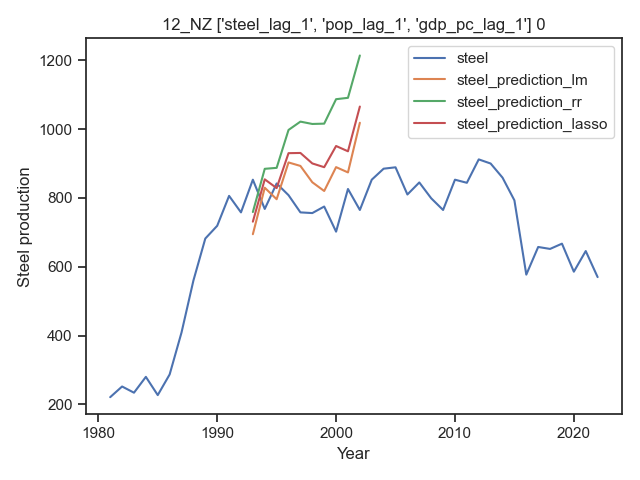 12_NZ ['steel_lag_1', 'pop_lag_1', 'gdp_pc_lag_1'] 0
steel
steel_prediction_lm
steel_prediction_rr
steel_prediction_lasso
Steel production
1200
1000
800
600
400
200
1980
1990
2000
2010
2020
Year